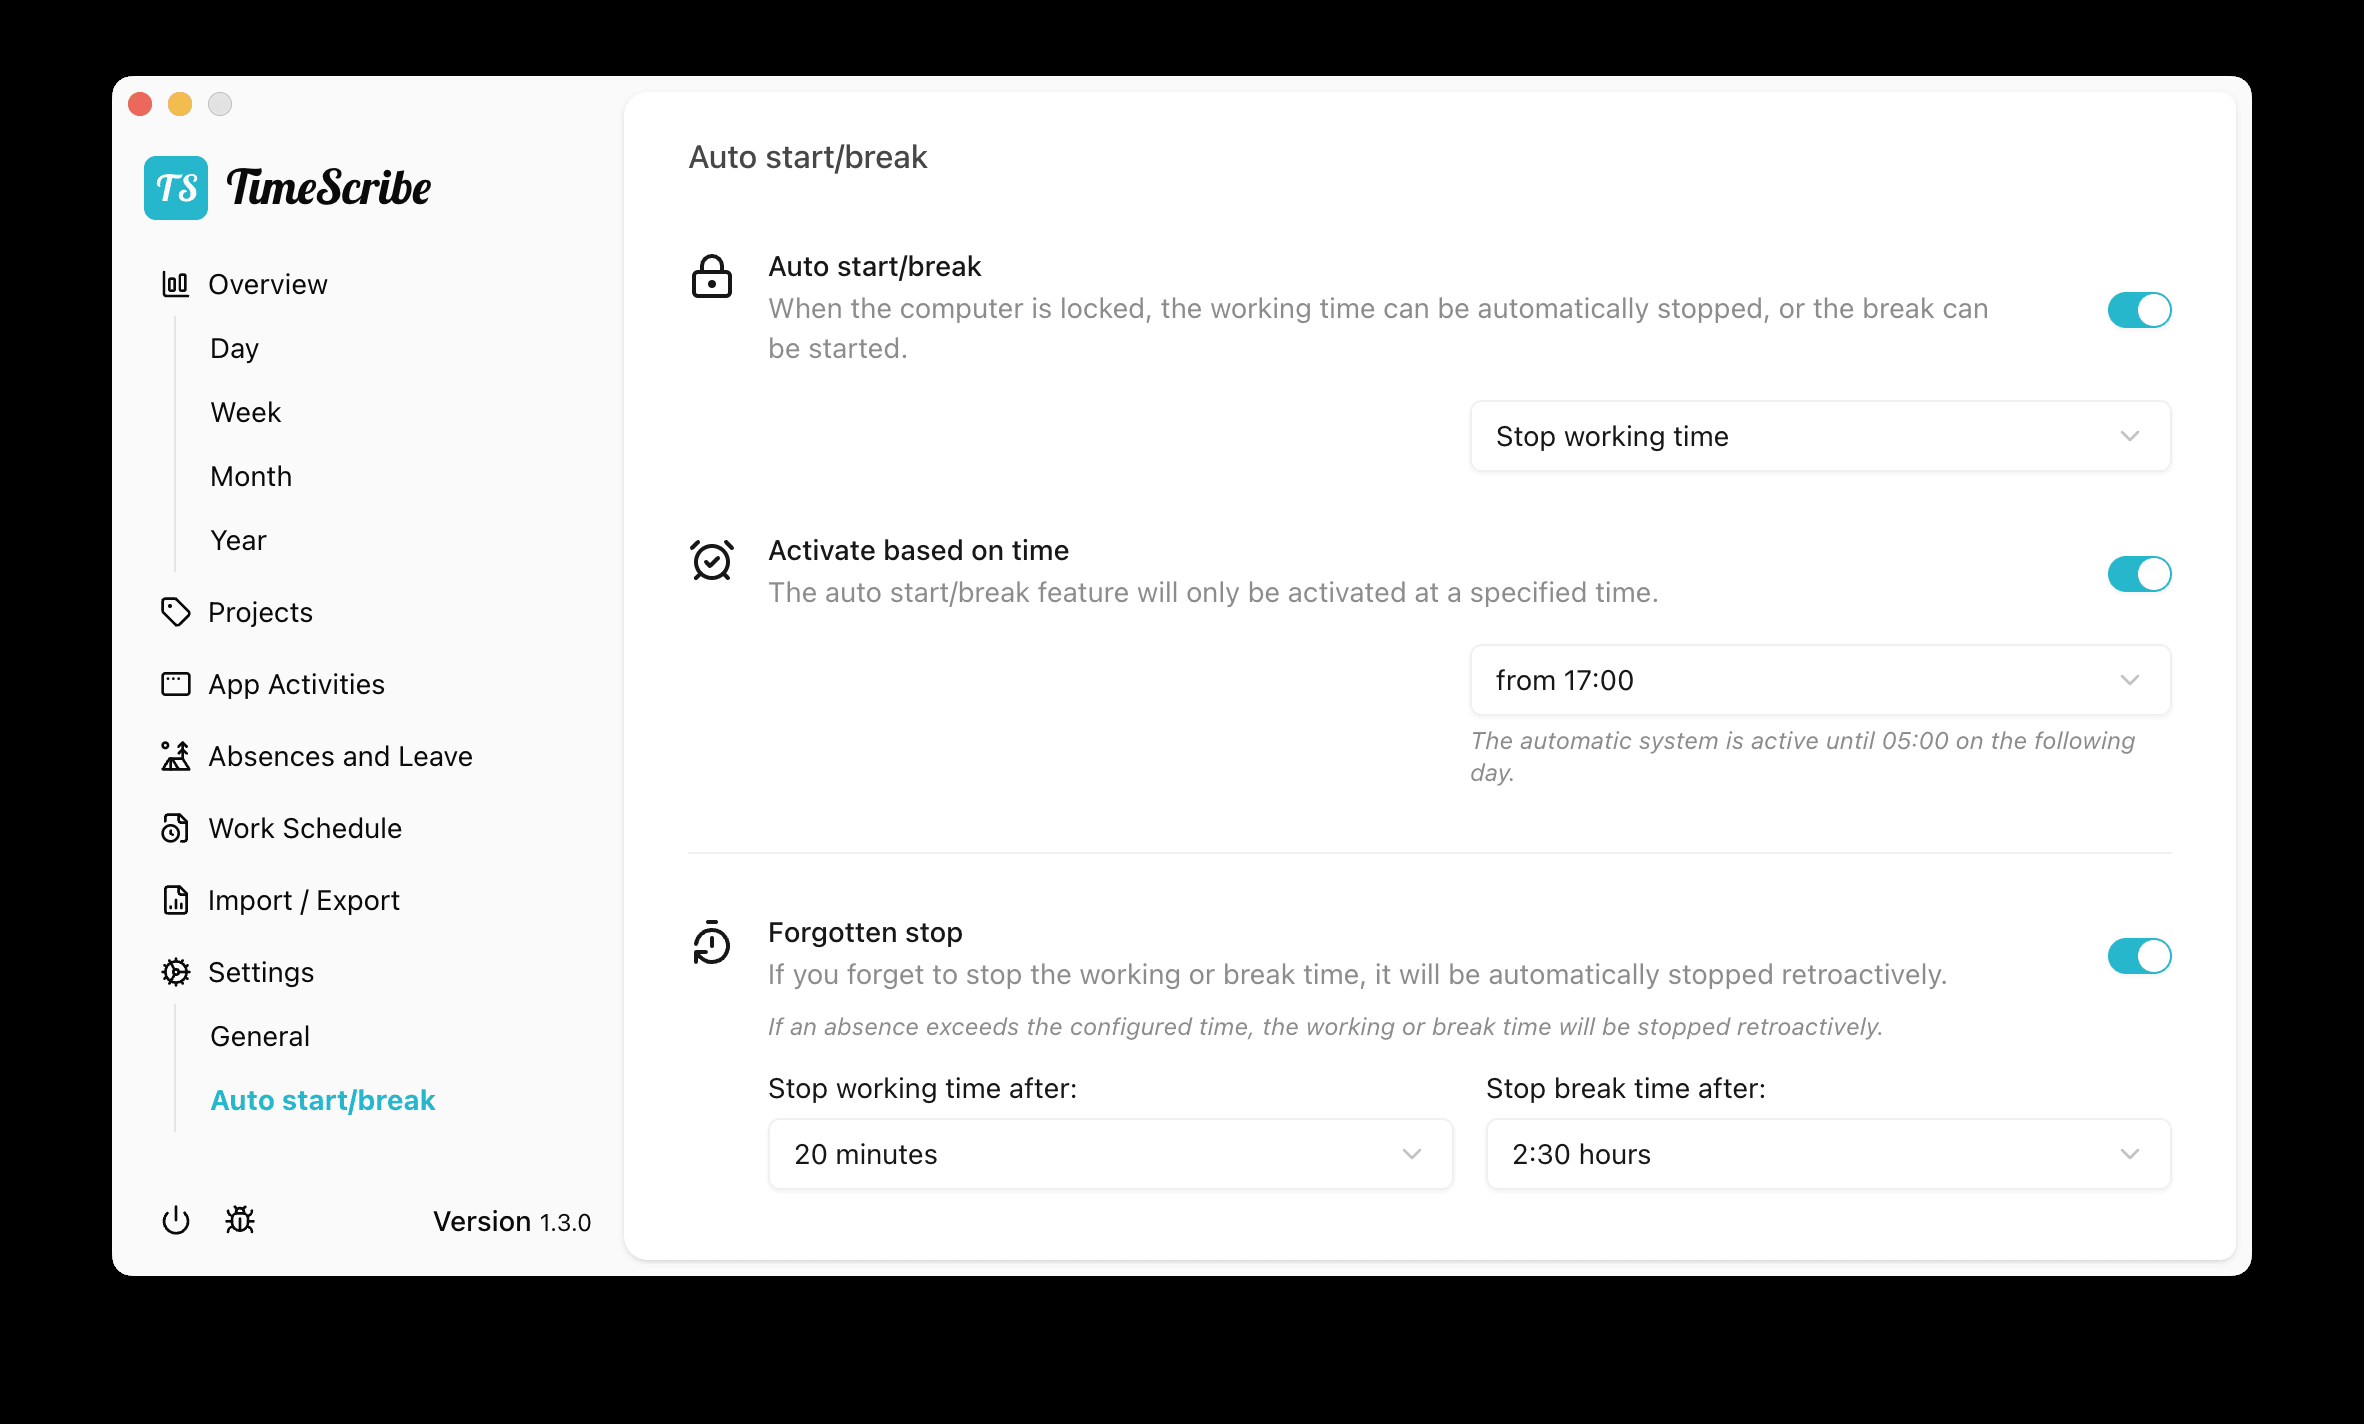 TS TimeScribe
Overview
Day
Week
Month
Year
Projects
App Activities
Absences and Leave
Work Schedule
Import / Export
Settings
General
Auto start/break
Version 1.3.0
Auto start/break
Auto start/break
When the computer is locked, the working time can be automatically stopped, or the break can
be started.
Stop working time
Activate based on time
The auto start/break feature will only be activated at a specified time.
from 17:00
The automatic system is active until 05:00 on the following
day.
Forgotten stop
If you forget to stop the working or break time, it will be automatically stopped retroactively.
If an absence exceeds the configured time, the working or break time will be stopped retroactively.
Stop working time after:
20 minutes
Stop break time after:
2:30 hours